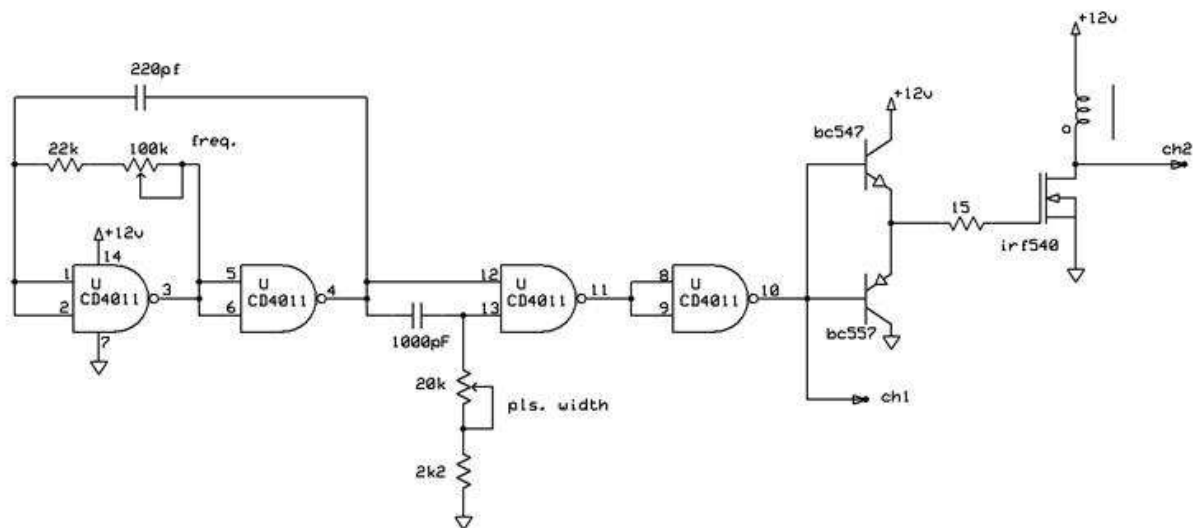 +12v
220pf
+12v
bc547
22k
100k
freq.
a
ch2
+12v
14
15
irf540
1
2
U
CD4011
3
7
5
6
U
CD4011
4
12
13
U
CD4011
11
8
9
U
CD4011
10
1000pF
bc557
20k
pls. width
ch1
2k2